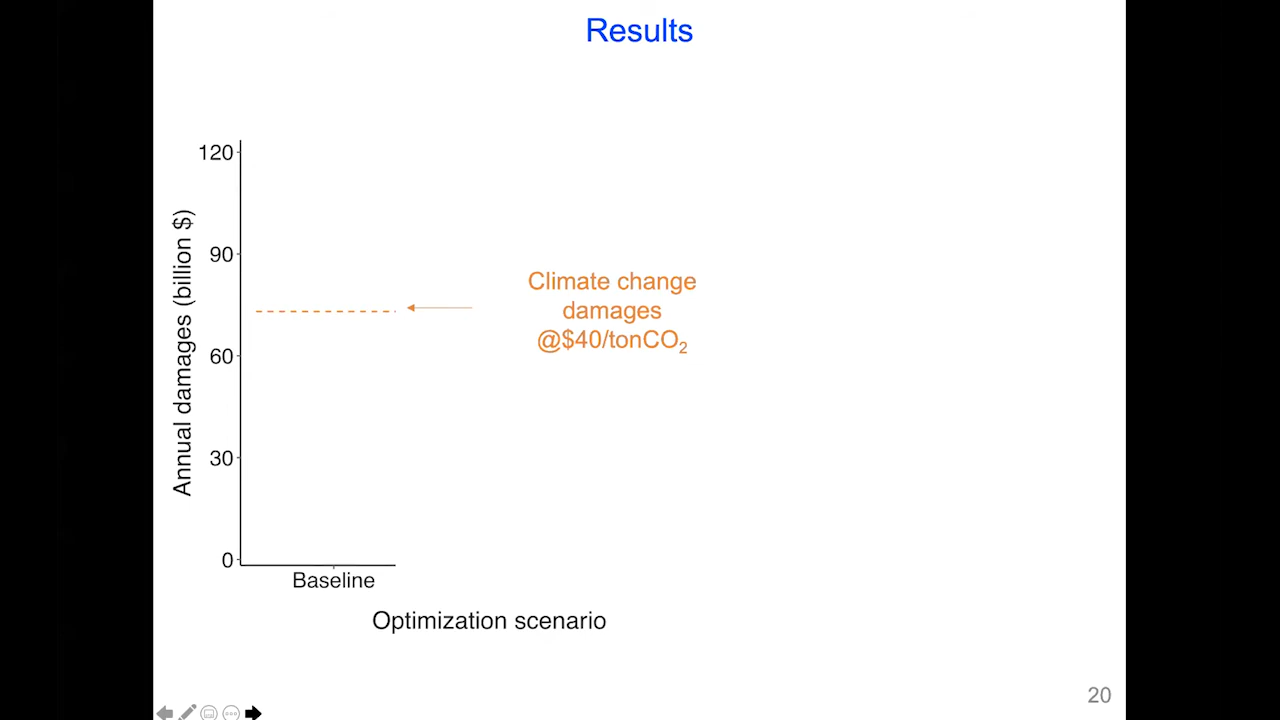 Results
120
90
60
30
0
Annual damages (billion $)
Climate change
damages
@$40/tonCO₂
Baseline
Optimization scenario
20